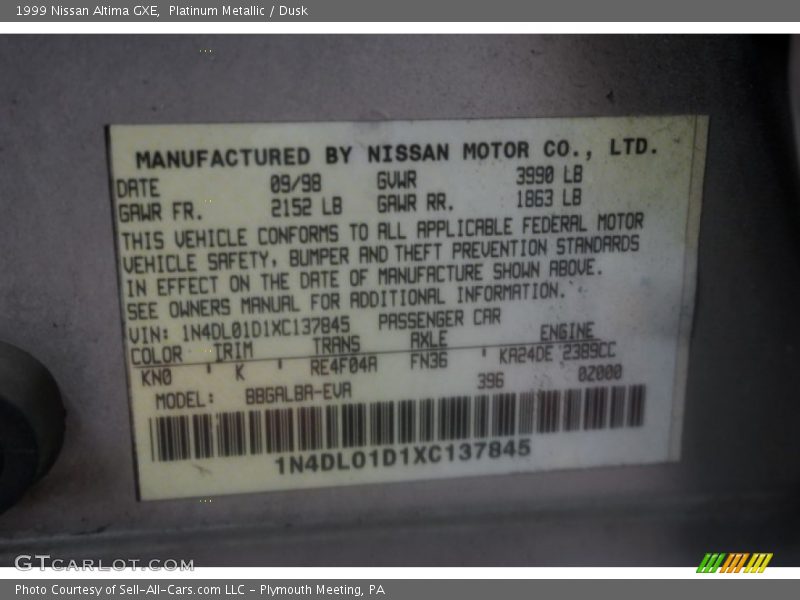 1999 Nissan Altima GXE, Platinum Metallic / Dusk
MANUFACTURED BY NISSAN MOTOR CO., LTD.
DATE 09/98 GVWR 3990 LB
GAWR FR. 2152 LB GAWR RR. 1863 LB
THIS VEHICLE CONFORMS TO ALL APPLICABLE FEDERAL MOTOR
VEHICLE SAFETY, BUMPER AND THEFT PREVENTION STANDARDS
IN EFFECT ON THE DATE OF MANUFACTURE SHOWN ABOVE.
SEE OWNERS MANUAL FOR ADDITIONAL INFORMATION.
VIN: 1N4DL01D1XC137845 PASSENGER CAR
COLOR TRIM TRANS AXLE ENGINE
KN0 K RE4F04A FN36 KA24DE 2389CC
MODEL: BBGALBA-EVA 396 02000
1N4DL01D1XC137845
GTCARLOT.COM
Photo Courtesy of Sell-All-Cars.com LLC - Plymouth Meeting, PA